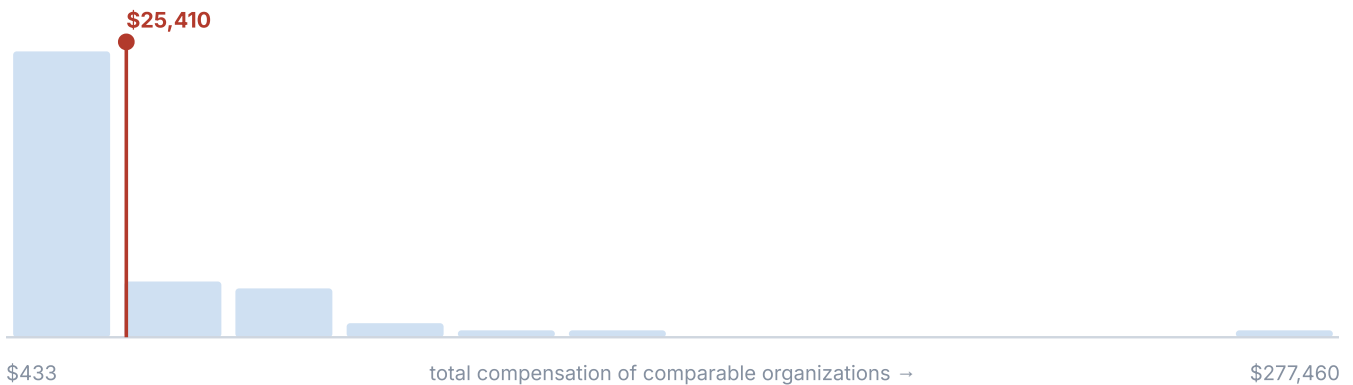 $25,410
$433 total compensation of comparable organizations → $277,460